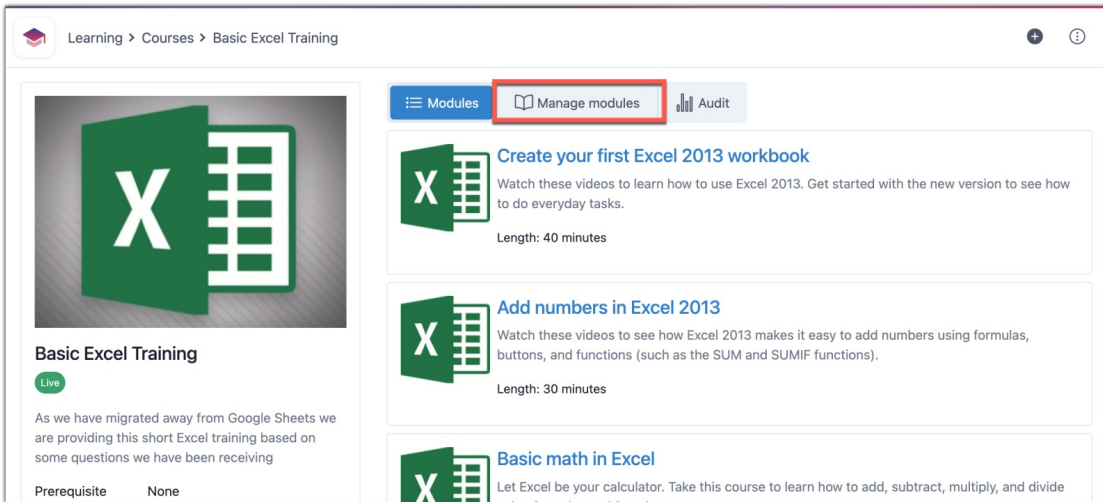 Learning > Courses > Basic Excel Training
Modules
Manage modules
Audit
Basic Excel Training
Live
As we have migrated away from Google Sheets we
are providing this short Excel training based on
some questions we have been receiving
Prerequisite None
Create your first Excel 2013 workbook
Watch these videos to learn how to use Excel 2013. Get started with the new version to see how
to do everyday tasks.
Length: 40 minutes
Add numbers in Excel 2013
Watch these videos to see how Excel 2013 makes it easy to add numbers using formulas,
buttons, and functions (such as the SUM and SUMIF functions).
Length: 30 minutes
Basic math in Excel
Let Excel be your calculator. Take this course to learn how to add, subtract, multiply, and divide